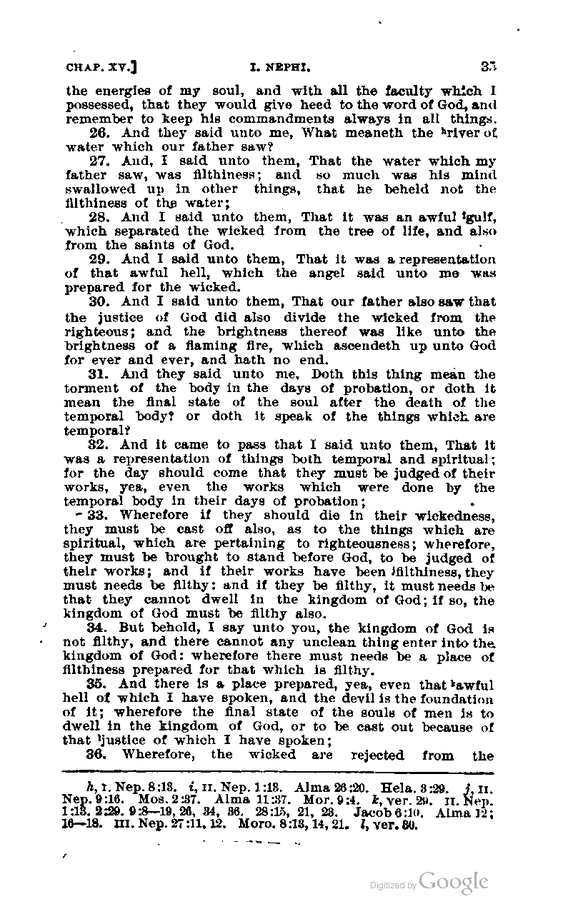 CHAP. XV.] I. NEPHI. 35
the energies of my soul, and with all the faculty which I
possessed, that they would give heed to the word of God, and
remember to keep his commandments always in all things.
26. And they said unto me, What meaneth the ʰriver of
water which our father saw?
27. And, I said unto them, That the water which my
father saw, was filthiness; and so much was his mind
swallowed up in other things, that he beheld not the
filthiness of the water;
28. And I said unto them, That it was an awful ⁱgulf,
which separated the wicked from the tree of life, and also
from the saints of God.
29. And I said unto them, That it was a representation
of that awful hell, which the angel said unto me was
prepared for the wicked.
30. And I said unto them, That our father also saw that
the justice of God did also divide the wicked from the
righteous; and the brightness thereof was like unto the
brightness of a flaming fire, which ascendeth up unto God
for ever and ever, and hath no end.
31. And they said unto me, Doth this thing mean the
torment of the body in the days of probation, or doth it
mean the final state of the soul after the death of the
temporal body? or doth it speak of the things which are
temporal?
32. And it came to pass that I said unto them, That it
was a representation of things both temporal and spiritual;
for the day should come that they must be judged of their
works, yea, even the works which were done by the
temporal body in their days of probation;
33. Wherefore if they should die in their wickedness,
they must be cast off also, as to the things which are
spiritual, which are pertaining to righteousness; wherefore,
they must be brought to stand before God, to be judged of
their works; and if their works have been ʲfilthiness, they
must needs be filthy: and if they be filthy, it must needs be
that they cannot dwell in the kingdom of God; if so, the
kingdom of God must be filthy also.
34. But behold, I say unto you, the kingdom of God is
not filthy, and there cannot any unclean thing enter into the
kingdom of God: wherefore there must needs be a place of
filthiness prepared for that which is filthy.
35. And there is a place prepared, yea, even that ᵏawful
hell of which I have spoken, and the devil is the foundation
of it; wherefore the final state of the souls of men is to
dwell in the kingdom of God, or to be cast out because of
that ˡjustice of which I have spoken;
36. Wherefore, the wicked are rejected from the
h, I. Nep. 8:13. i, II. Nep. 1:13. Alma 26:20. Hela. 3:29. j, II.
Nep. 9:16. Mos. 2:37. Alma 11:37. Mor. 9:4. k, ver. 29. II. Nep.
1:13. 2:29. 9:8—19, 26, 34, 36. 28:15, 21, 23. Jacob 6:10. Alma 12:
16—18. III. Nep. 27:11, 12. Moro. 8:13, 14, 21. l, ver. 30.
Digitized by Google